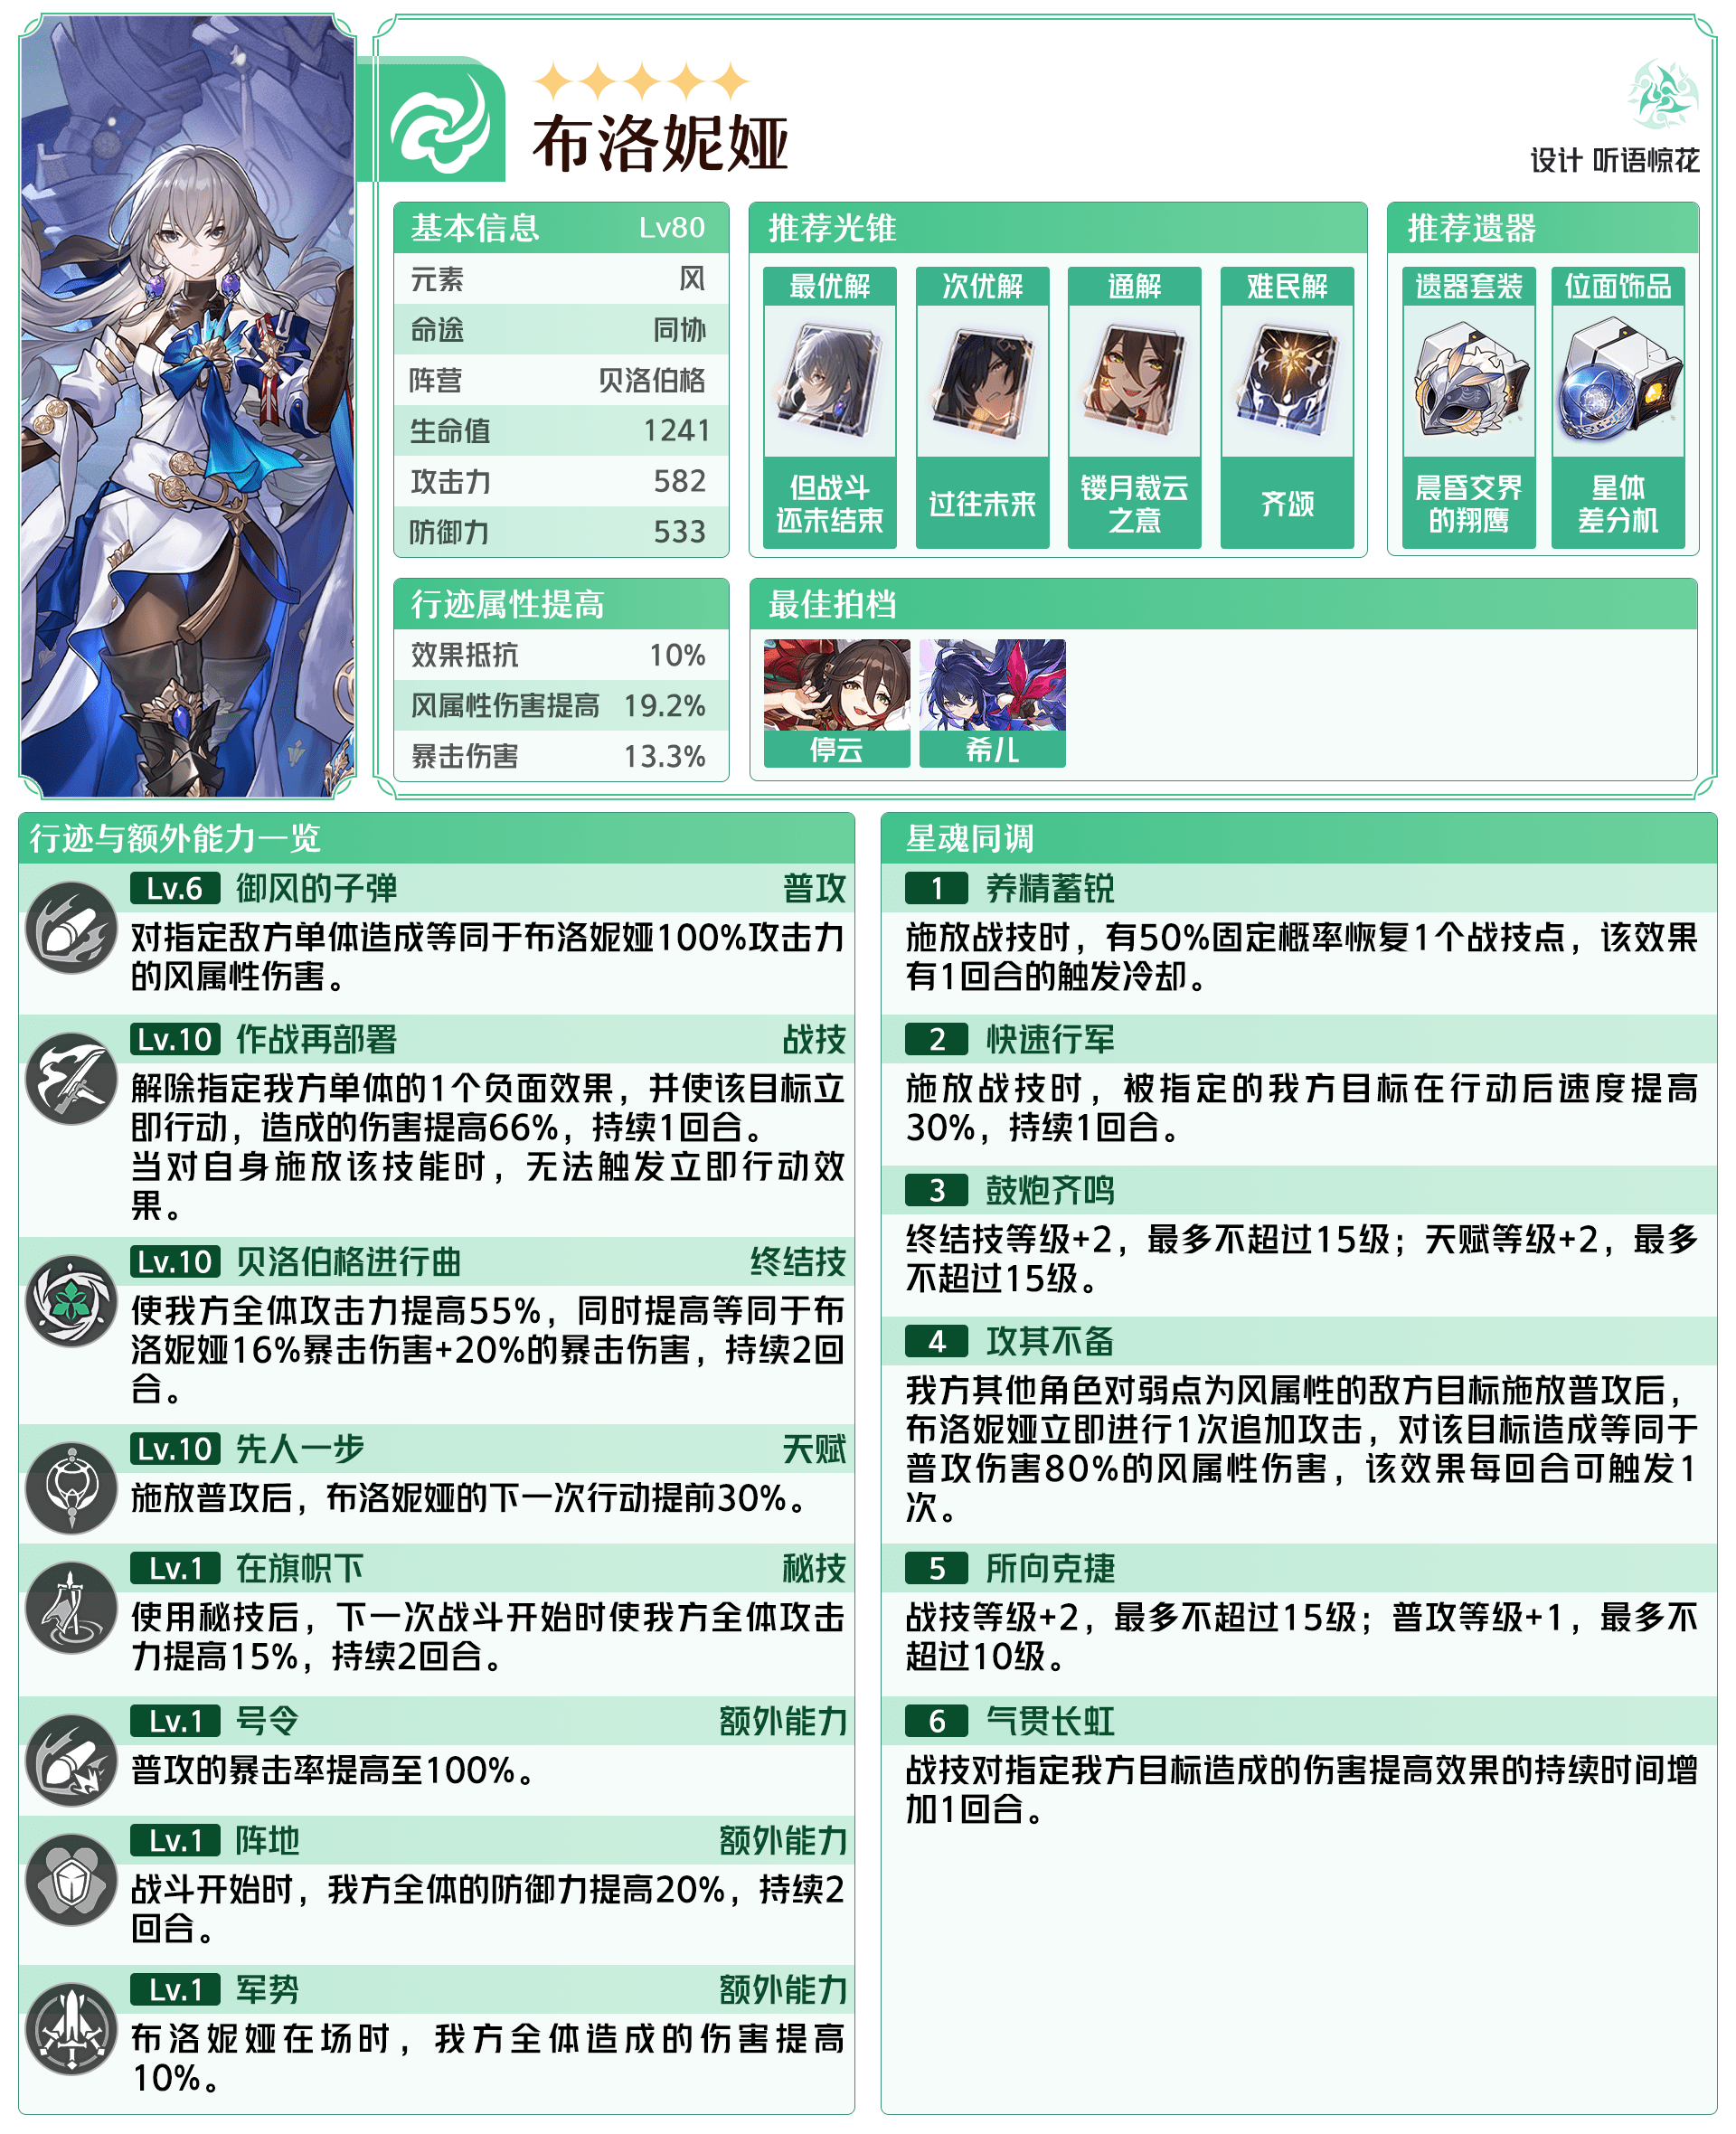 布洛妮娅
设计 听语惊花
基本信息 Lv80
元素 风
命途 同协
阵营 贝洛伯格
生命值 1241
攻击力 582
防御力 533
推荐光锥
最优解
但战斗
还未结束
次优解
过往未来
通解
镂月裁云
之意
难民解
齐颂
推荐遗器
遗器套装
晨昏交界
的翔鹰
位面饰品
星体
差分机
行迹属性提高
效果抵抗 10%
风属性伤害提高 19.2%
暴击伤害 13.3%
最佳拍档
停云
希儿
行迹与额外能力一览
Lv.6 御风的子弹 普攻
对指定敌方单体造成等同于布洛妮娅100%攻击力
的风属性伤害。
Lv.10 作战再部署 战技
解除指定我方单体的1个负面效果，并使该目标立
即行动，造成的伤害提高66%，持续1回合。
当对自身施放该技能时，无法触发立即行动效
果。
Lv.10 贝洛伯格进行曲 终结技
使我方全体攻击力提高55%，同时提高等同于布
洛妮娅16%暴击伤害+20%的暴击伤害，持续2回
合。
Lv.10 先人一步 天赋
施放普攻后，布洛妮娅的下一次行动提前30%。
Lv.1 在旗帜下 秘技
使用秘技后，下一次战斗开始时使我方全体攻击
力提高15%，持续2回合。
Lv.1 号令 额外能力
普攻的暴击率提高至100%。
Lv.1 阵地 额外能力
战斗开始时，我方全体的防御力提高20%，持续2
回合。
Lv.1 军势 额外能力
布洛妮娅在场时，我方全体造成的伤害提高
10%。
星魂同调
1 养精蓄锐
施放战技时，有50%固定概率恢复1个战技点，该效果
有1回合的触发冷却。
2 快速行军
施放战技时，被指定的我方目标在行动后速度提高
30%，持续1回合。
3 鼓炮齐鸣
终结技等级+2，最多不超过15级；天赋等级+2，最多
不超过15级。
4 攻其不备
我方其他角色对弱点为风属性的敌方目标施放普攻后，
布洛妮娅立即进行1次追加攻击，对该目标造成等同于
普攻伤害80%的风属性伤害，该效果每回合可触发1
次。
5 所向克捷
战技等级+2，最多不超过15级；普攻等级+1，最多不
超过10级。
6 气贯长虹
战技对指定我方目标造成的伤害提高效果的持续时间增
加1回合。